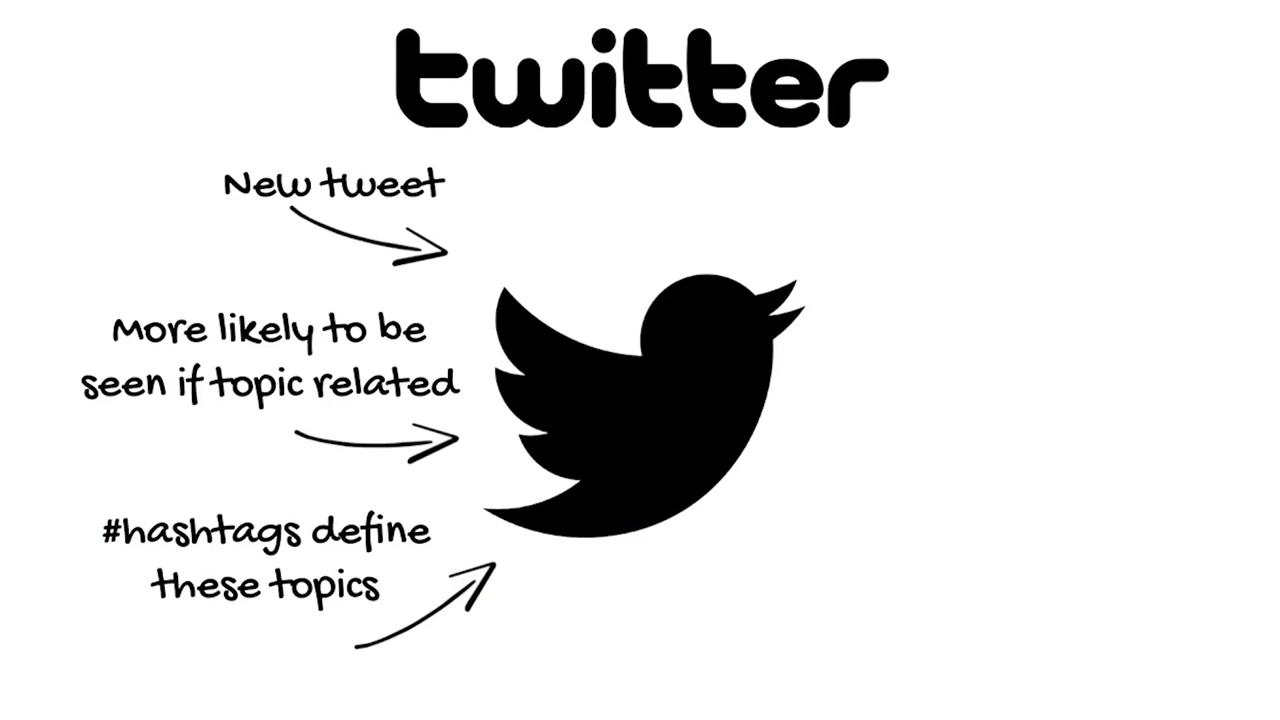 twitter
New tweet
More likely to be
seen if topic related
#hashtags define
these topics